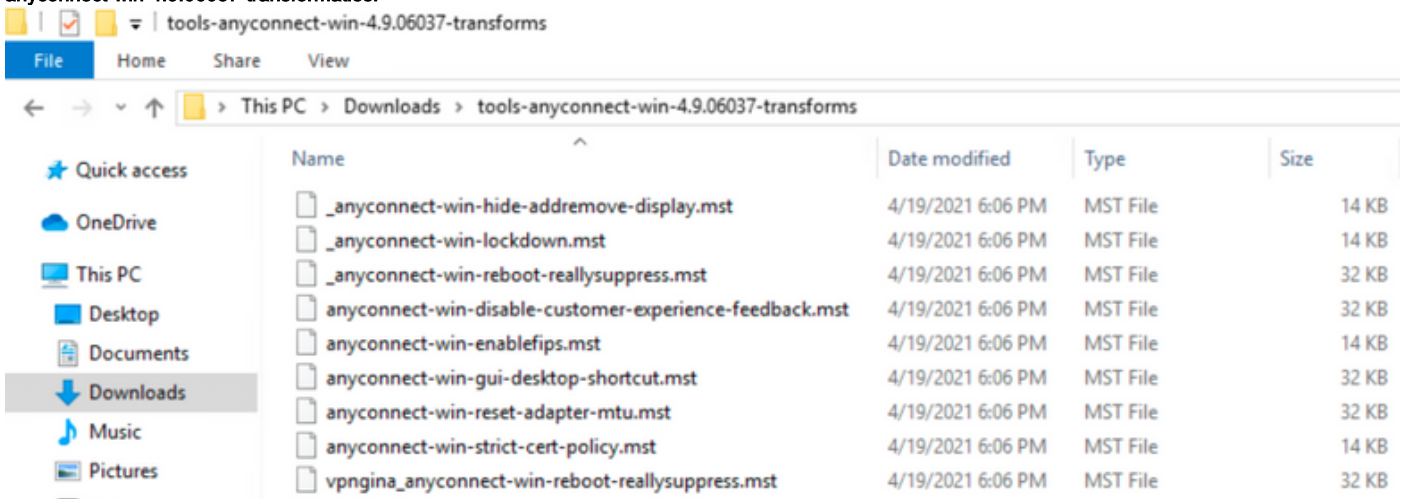 tools-anyconnect-win-4.9.06037-transforms
File Home Share View
This PC > Downloads > tools-anyconnect-win-4.9.06037-transforms
Name Date modified Type Size
Quick access
OneDrive
This PC
Desktop
Documents
Downloads
Music
Pictures
_anyconnect-win-hide-addremove-display.mst 4/19/2021 6:06 PM MST File 14 KB
_anyconnect-win-lockdown.mst 4/19/2021 6:06 PM MST File 14 KB
_anyconnect-win-reboot-reallysuppress.mst 4/19/2021 6:06 PM MST File 32 KB
anyconnect-win-disable-customer-experience-feedback.mst 4/19/2021 6:06 PM MST File 32 KB
anyconnect-win-enablefips.mst 4/19/2021 6:06 PM MST File 14 KB
anyconnect-win-gui-desktop-shortcut.mst 4/19/2021 6:06 PM MST File 32 KB
anyconnect-win-reset-adapter-mtu.mst 4/19/2021 6:06 PM MST File 32 KB
anyconnect-win-strict-cert-policy.mst 4/19/2021 6:06 PM MST File 14 KB
vpngina_anyconnect-win-reboot-reallysuppress.mst 4/19/2021 6:06 PM MST File 32 KB